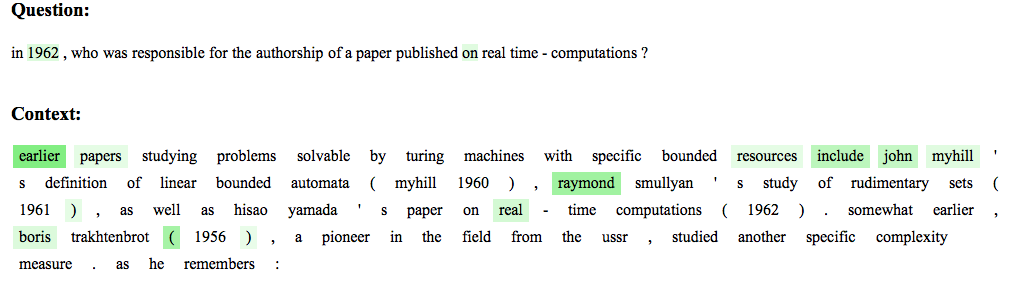 Question:
in 1962 , who was responsible for the authorship of a paper published on real time - computations ?
Context:
earlier papers studying problems solvable by turing machines with specific bounded resources include john myhill '
s definition of linear bounded automata ( myhill 1960 ) , raymond smullyan ' s study of rudimentary sets (
1961 ) , as well as hisao yamada ' s paper on real - time computations ( 1962 ) . somewhat earlier ,
boris trakhtenbrot ( 1956 ) , a pioneer in the field from the ussr , studied another specific complexity
measure . as he remembers :